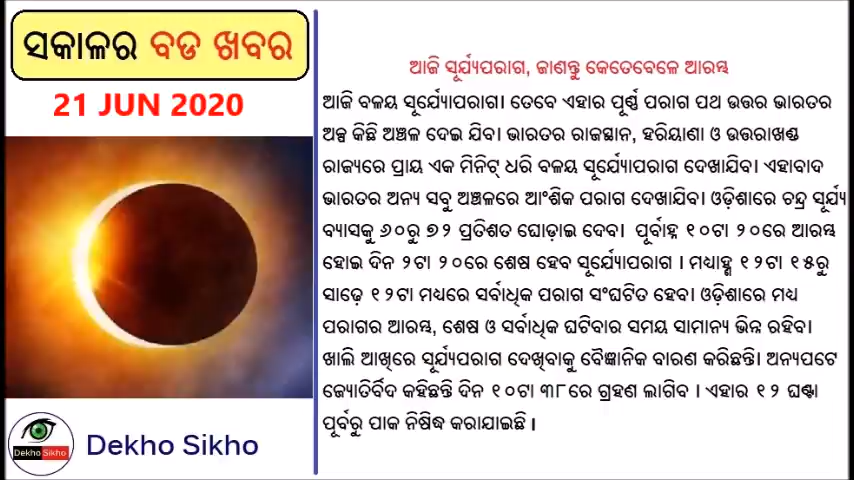 ସକାଳର ବଡ ଖବର
21 JUN 2020
ଆଜି ସୂର୍ଯ୍ୟପରାଗ, ଜାଣନ୍ତୁ କେତେବେଳେ ଆରମ୍ଭ
ଆଜି ବଳୟ ସୂର୍ଯ୍ୟୋପରାଗ। ତେବେ ଏହାର ପୂର୍ଣ୍ଣ ପରାଗ ପଥ ଉତ୍ତର ଭାରତର
ଅଳ୍ପ କିଛି ଅଞ୍ଚଳ ଦେଇ ଯିବ। ଭାରତର ରାଜସ୍ଥାନ, ହରିୟାଣା ଓ ଉତ୍ତରାଖଣ୍ଡ
ରାଜ୍ୟରେ ପ୍ରାୟ ଏକ ମିନିଟ୍ ଧରି ବଳୟ ସୂର୍ଯ୍ୟୋପରାଗ ଦେଖାଯିବ। ଏହାବାଦ
ଭାରତର ଅନ୍ୟ ସବୁ ଅଞ୍ଚଳରେ ଆଂଶିକ ପରାଗ ଦେଖାଯିବ। ଓଡ଼ିଶାରେ ଚନ୍ଦ୍ର ସୂର୍ଯ୍ୟ
ବ୍ୟାସକୁ ୬୦ରୁ ୭୨ ପ୍ରତିଶତ ଘୋଡ଼ାଇ ଦେବ। ପୂର୍ବାହ୍ନ ୧୦ଟା ୨୦ରେ ଆରମ୍ଭ
ହୋଇ ଦିନ ୨ଟା ୨୦ରେ ଶେଷ ହେବ ସୂର୍ଯ୍ୟୋପରାଗ । ମଧ୍ୟାହ୍ନ ୧୨ଟା ୧୫ରୁ
ସାଢ଼େ ୧୨ଟା ମଧ୍ୟରେ ସର୍ବାଧିକ ପରାଗ ସଂଘଟିତ ହେବ। ଓଡ଼ିଶାରେ ମଧ୍ୟ
ପରାଗର ଆରମ୍ଭ, ଶେଷ ଓ ସର୍ବାଧିକ ଘଟିବାର ସମୟ ସାମାନ୍ୟ ଭିନ୍ନ ରହିବ।
ଖାଲି ଆଖିରେ ସୂର୍ଯ୍ୟପରାଗ ଦେଖିବାକୁ ବୈଜ୍ଞାନିକ ବାରଣ କରିଛନ୍ତି। ଅନ୍ୟପଟେ
ଜ୍ୟୋତିର୍ବିଦ କହିଛନ୍ତି ଦିନ ୧୦ଟା ୩୮ରେ ଗ୍ରହଣ ଲାଗିବ । ଏହାର ୧୨ ଘଣ୍ଟା
ପୂର୍ବରୁ ପାକ ନିଷିଦ୍ଧ କରାଯାଇଛି ।
Dekho Sikho
Dekho Sikho